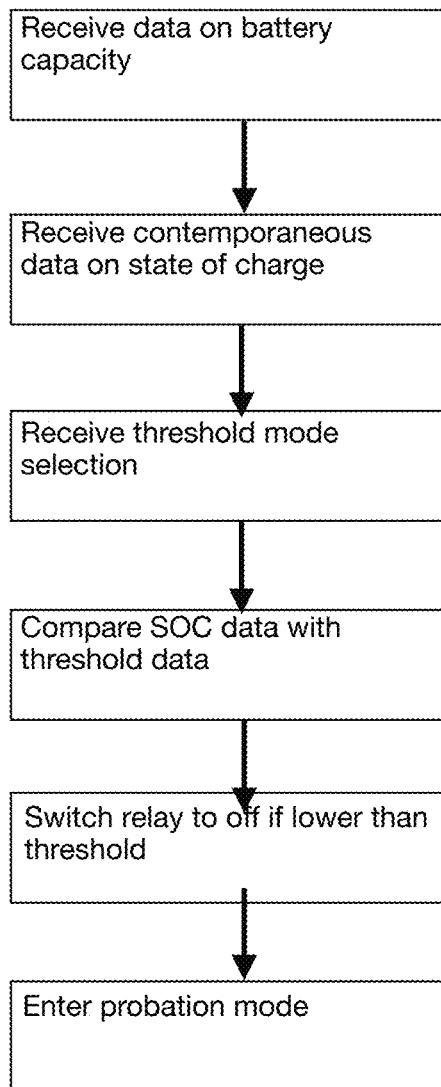 Receive data on battery
capacity
Receive contemporaneous
data on state of charge
Receive threshold mode
selection
Compare SOC data with
threshold data
Switch relay to off if lower than
threshold
Enter probation mode